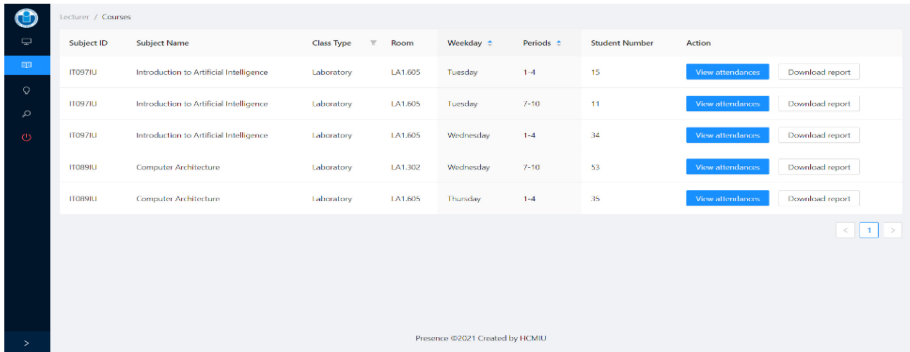 Lecturer / Courses
Subject ID Subject Name Class Type Room Weekday Periods Student Number Action
IT097IU Introduction to Artificial Intelligence Laboratory LA1.605 Tuesday 1-4 15 View attendances Download report
IT097IU Introduction to Artificial Intelligence Laboratory LA1.605 Tuesday 7-10 11 View attendances Download report
IT097IU Introduction to Artificial Intelligence Laboratory LA1.605 Wednesday 1-4 34 View attendances Download report
IT089IU Computer Architecture Laboratory LA1.302 Wednesday 7-10 53 View attendances Download report
IT089IU Computer Architecture Laboratory LA1.605 Thursday 1-4 35 View attendances Download report
< 1 >
Presence ©2021 Created by HCMIU
>